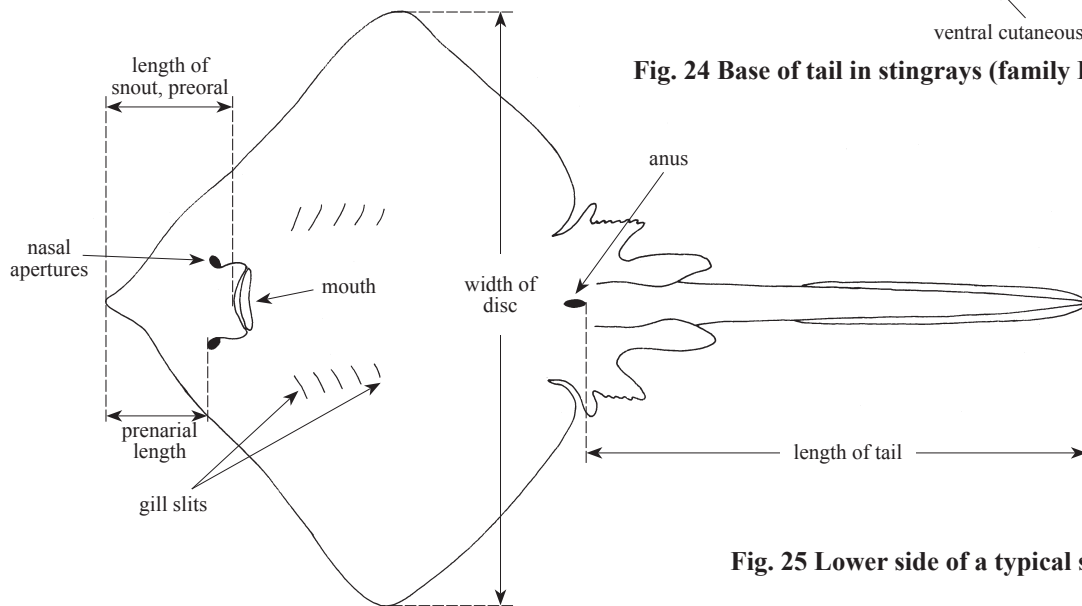 ventral cutaneous
Fig. 24 Base of tail in stingrays (family
length of
snout, preoral
anus
nasal
apertures
mouth
width of
disc
prenarial
length
length of tail
gill slits
Fig. 25 Lower side of a typical